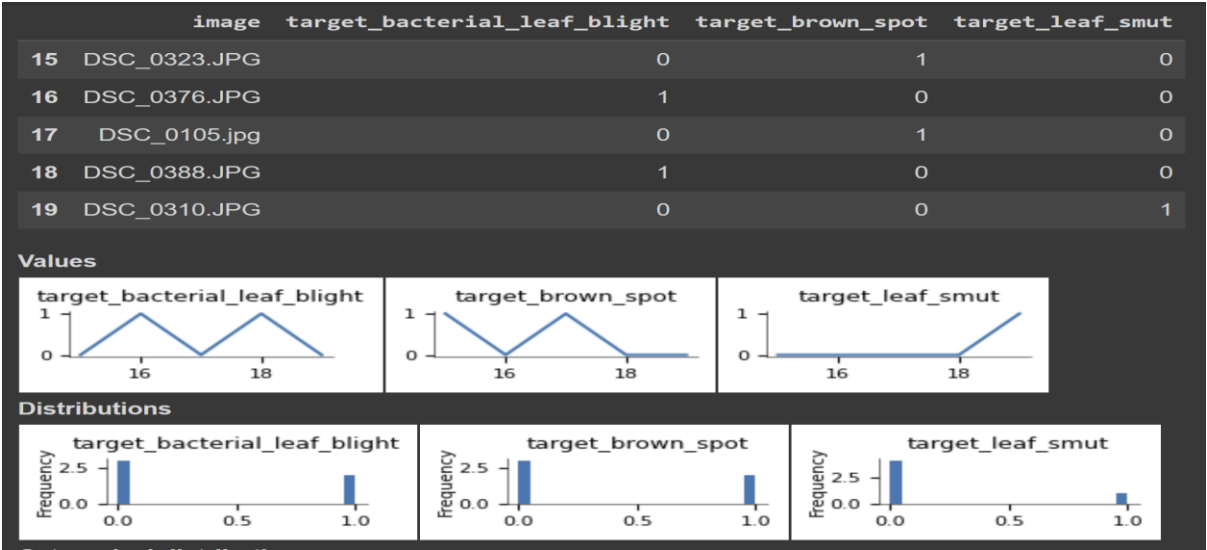 image target_bacterial_leaf_blight target_brown_spot target_leaf_smut
15 DSC_0323.JPG 0 1 0
16 DSC_0376.JPG 1 0 0
17 DSC_0105.jpg 0 1 0
18 DSC_0388.JPG 1 0 0
19 DSC_0310.JPG 0 0 1
Values
target_bacterial_leaf_blight target_brown_spot target_leaf_smut
1 1 1
0 0 0
16 18 16 18 16 18
Distributions
target_bacterial_leaf_blight target_brown_spot target_leaf_smut
Frequency Frequency Frequency
2.5 2.5 2.5
0.0 0.0 0.0
0.0 0.5 1.0 0.0 0.5 1.0 0.0 0.5 1.0